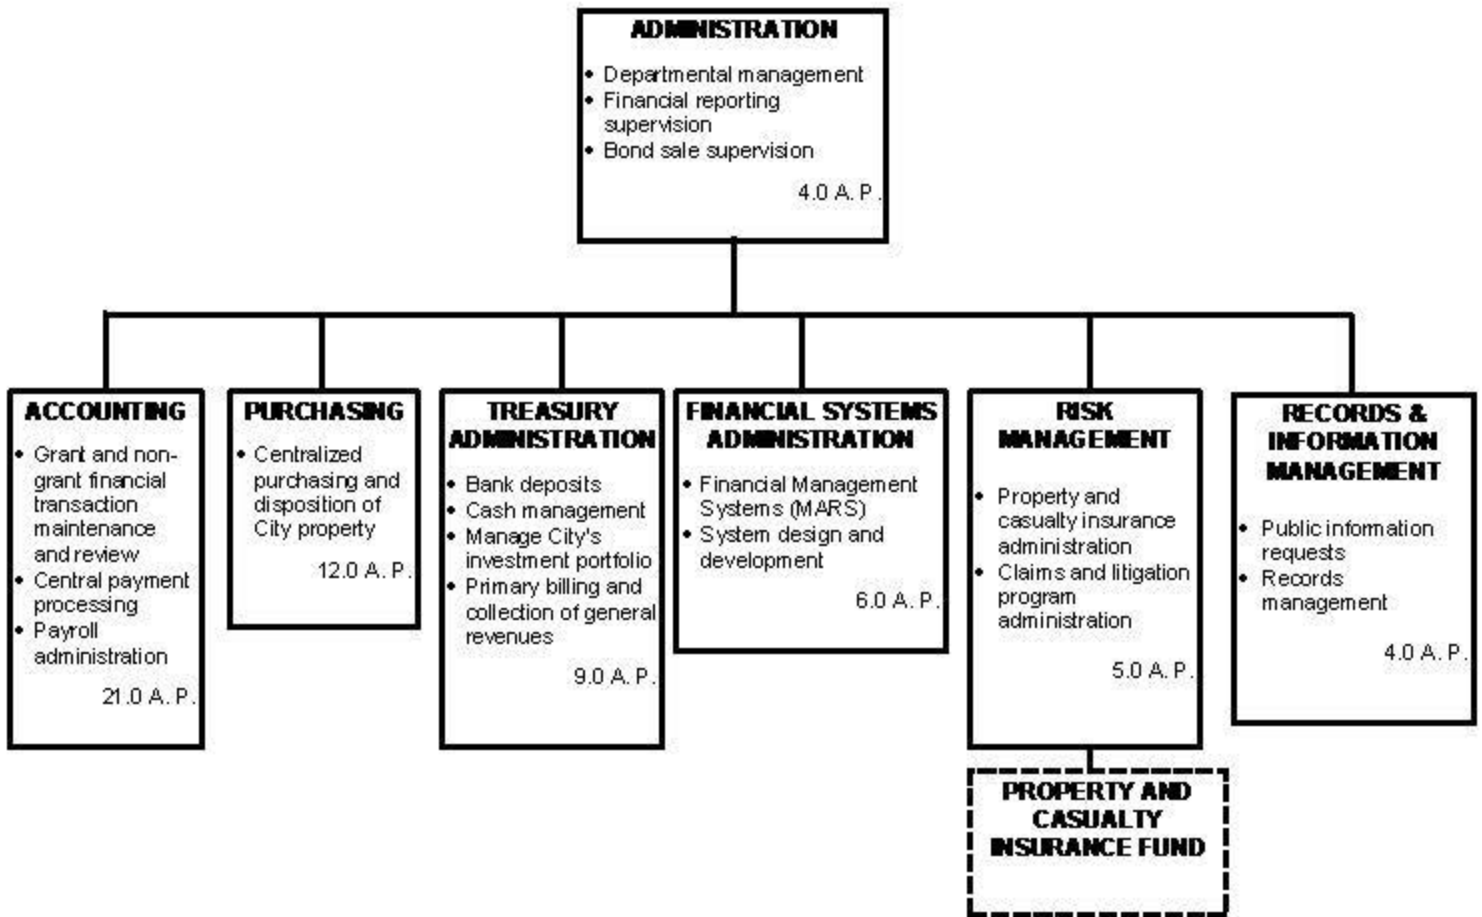 ADMINISTRATION
• Departmental management
• Financial reporting
supervision
• Bond sale supervision
4.0 A. P.
ACCOUNTING
• Grant and non-
grant financial
transaction
maintenance
and review
• Central payment
processing
• Payroll
administration
21.0 A. P.
PURCHASING
• Centralized
purchasing and
disposition of
City property
12.0 A. P.
TREASURY
ADMINISTRATION
• Bank deposits
• Cash management
• Manage City's
investment portfolio
• Primary billing and
collection of general
revenues
9.0 A. P.
FINANCIAL SYSTEMS
ADMINISTRATION
• Financial Management
Systems (MARS)
• System design and
development
6.0 A. P.
RISK
MANAGEMENT
• Property and
casualty insurance
administration
• Claims and litigation
program
administration
5.0 A. P.
RECORDS &
INFORMATION
MANAGEMENT
• Public information
requests
• Records
management
4.0 A. P.
PROPERTY AND
CASUALTY
INSURANCE FUND